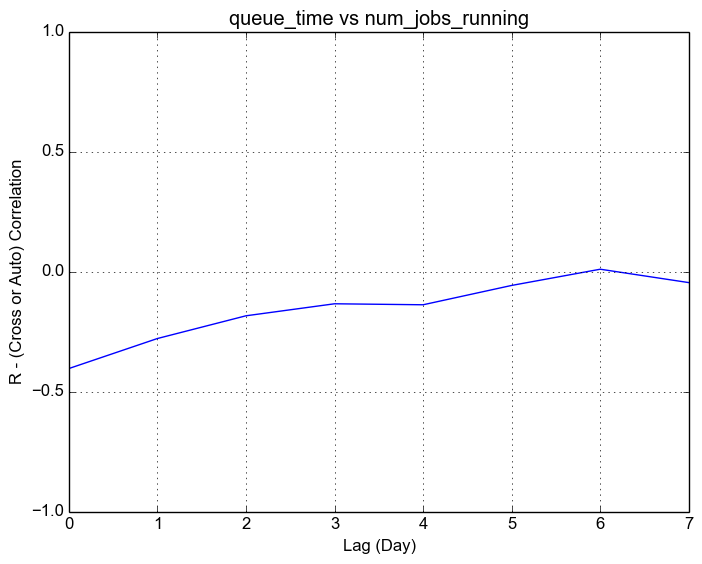 queue_time vs num_jobs_running
1.0
0.5
0.0
−0.5
−1.0
R - (Cross or Auto) Correlation
0 1 2 3 4 5 6 7
Lag (Day)